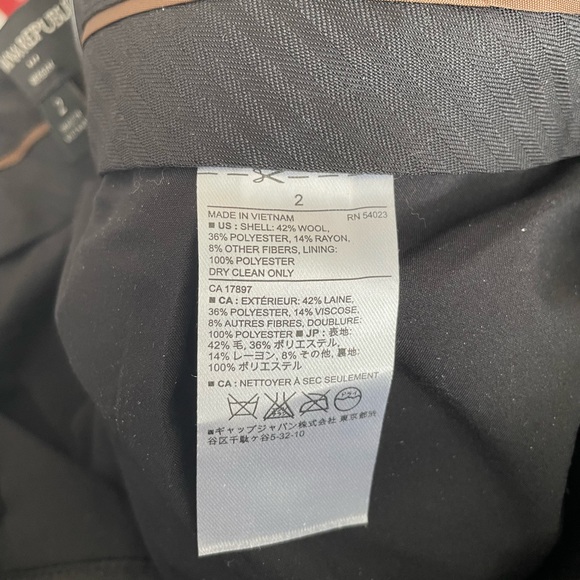 2
2
MADE IN VIETNAM RN 54023
■ US : SHELL: 42% WOOL,
36% POLYESTER, 14% RAYON,
8% OTHER FIBERS, LINING:
100% POLYESTER
DRY CLEAN ONLY
CA 17897
■ CA : EXTÉRIEUR: 42% LAINE,
36% POLYESTER, 14% VISCOSE,
8% AUTRES FIBRES, DOUBLURE:
100% POLYESTER ■ JP : 表地:
42% 毛, 36% ポリエステル,
14% レーヨン, 8% その他, 裏地:
100% ポリエステル
■ CA : NETTOYER À SEC SEULEMENT
■ギャップジャパン株式会社 東京都渋
谷区千駄ヶ谷5-32-10